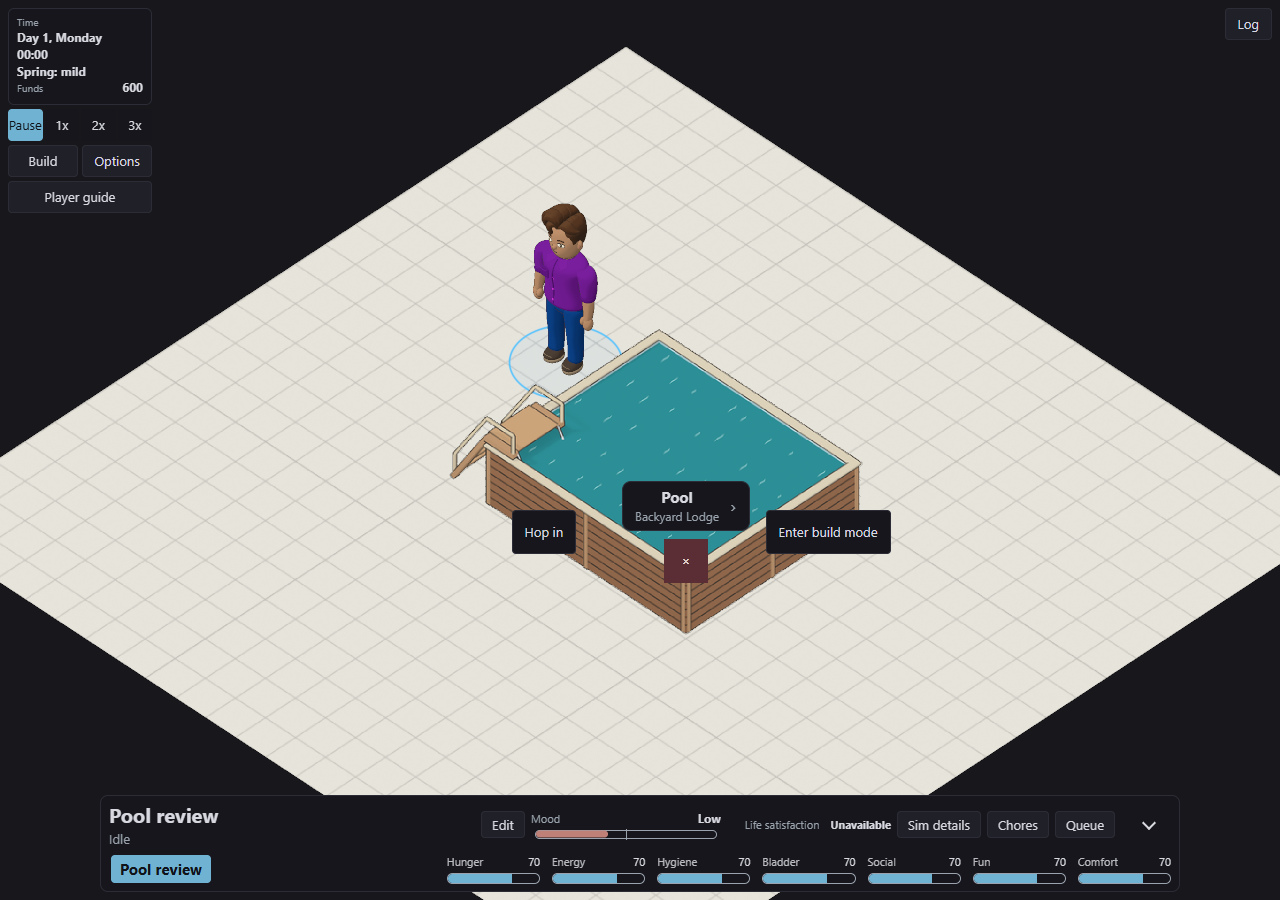 Time
Day 1, Monday
00:00
Spring: mild
Funds 600
Pause 1x 2x 3x
Build Options
Player guide
Log
Pool
Backyard Lodge
Hop in
Enter build mode
×
Pool review
Idle
Pool review
Edit
Mood Low
Life satisfaction Unavailable
Sim details
Chores
Queue
Hunger 70
Energy 70
Hygiene 70
Bladder 70
Social 70
Fun 70
Comfort 70